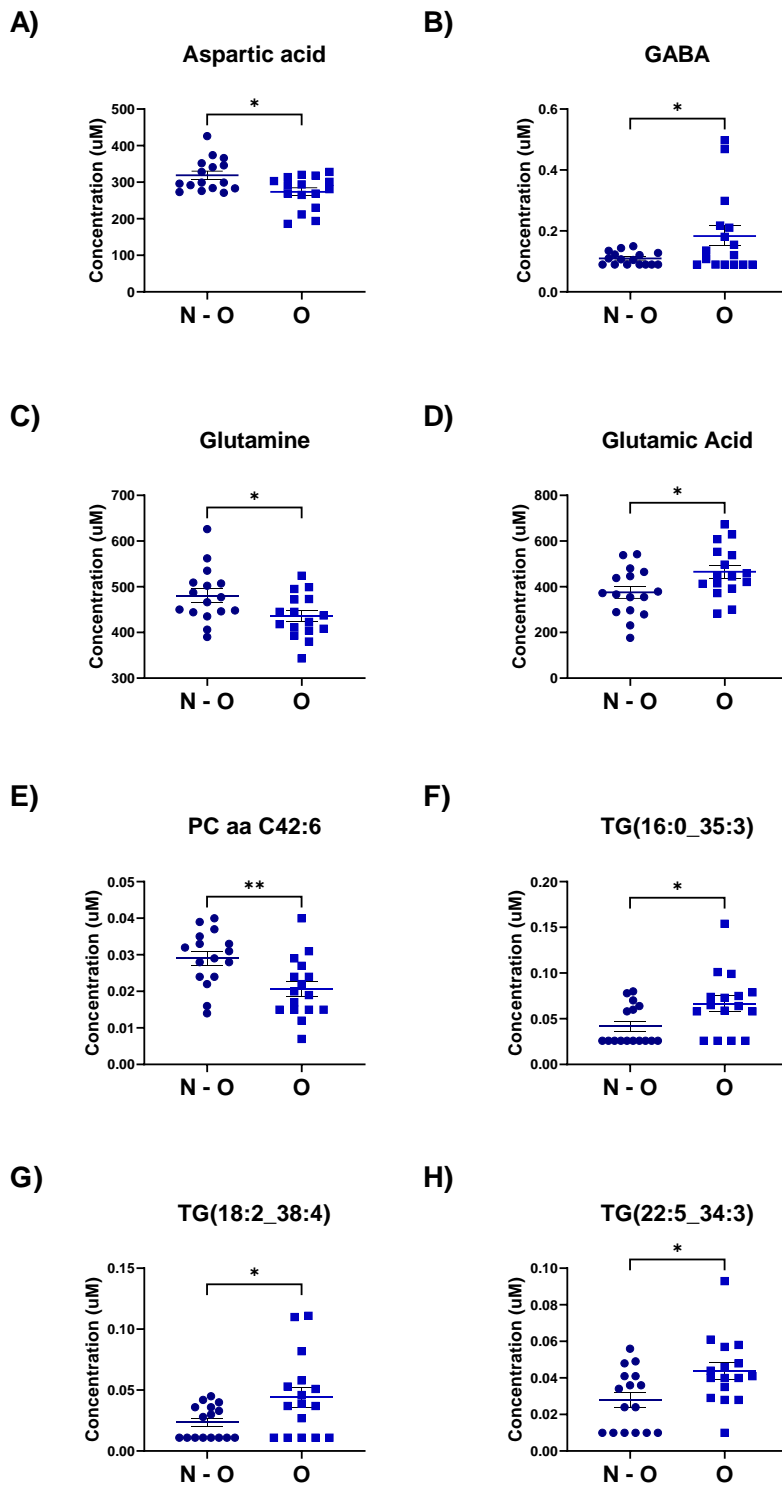 A)
Aspartic acid
Concentration (uM)
500
400
300
200
100
0
*
N - O
O
B)
GABA
Concentration (uM)
0.6
0.4
0.2
0.0
*
N - O
O
C)
Glutamine
Concentration (uM)
700
600
500
400
300
*
N - O
O
D)
Glutamic Acid
Concentration (uM)
800
600
400
200
0
*
N - O
O
E)
PC aa C42:6
Concentration (uM)
0.05
0.04
0.03
0.02
0.01
0.00
**
N - O
O
F)
TG(16:0_35:3)
Concentration (uM)
0.20
0.15
0.10
0.05
0.00
*
N - O
O
G)
TG(18:2_38:4)
Concentration (uM)
0.15
0.10
0.05
0.00
*
N - O
O
H)
TG(22:5_34:3)
Concentration (uM)
0.10
0.08
0.06
0.04
0.02
0.00
*
N - O
O